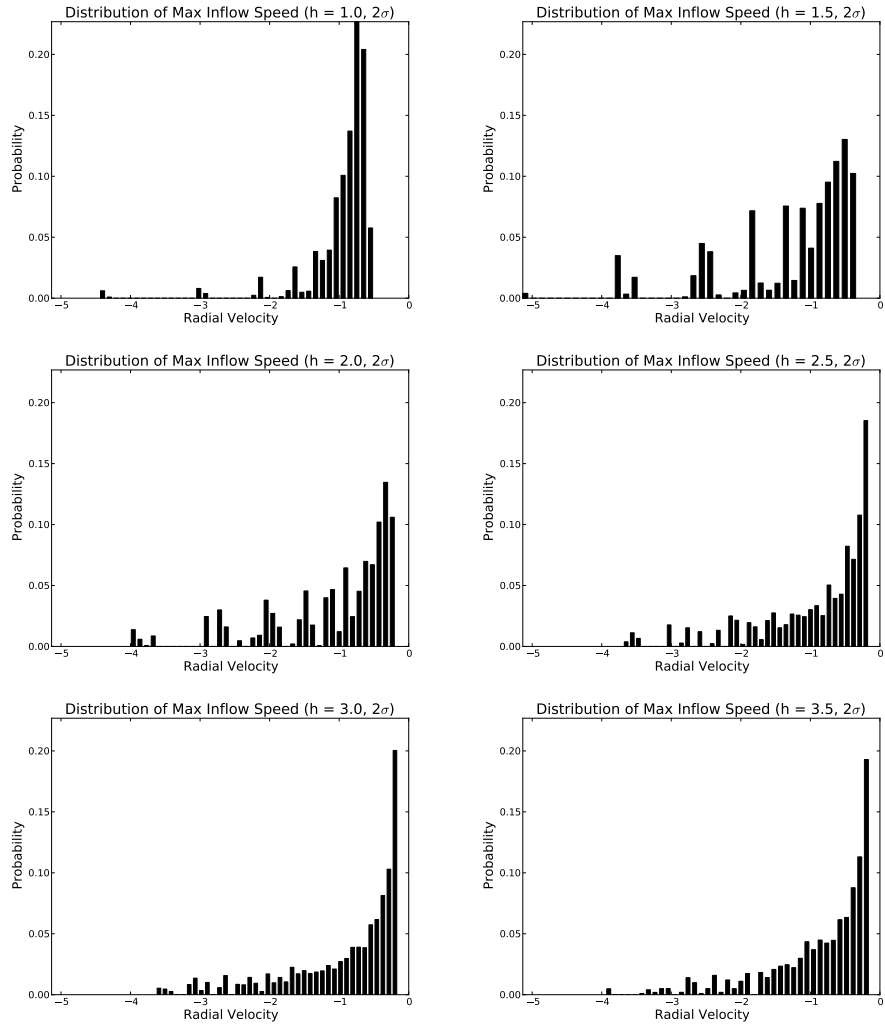 Distribution of Max Inflow Speed (h = 1.0, 2σ)
Probability
0.20
0.15
0.10
0.05
0.00
−5 −4 −3 −2 −1 0
Radial Velocity
Distribution of Max Inflow Speed (h = 1.5, 2σ)
Probability
0.20
0.15
0.10
0.05
0.00
−5 −4 −3 −2 −1 0
Radial Velocity
Distribution of Max Inflow Speed (h = 2.0, 2σ)
Probability
0.20
0.15
0.10
0.05
0.00
−5 −4 −3 −2 −1 0
Radial Velocity
Distribution of Max Inflow Speed (h = 2.5, 2σ)
Probability
0.20
0.15
0.10
0.05
0.00
−5 −4 −3 −2 −1 0
Radial Velocity
Distribution of Max Inflow Speed (h = 3.0, 2σ)
Probability
0.20
0.15
0.10
0.05
0.00
−5 −4 −3 −2 −1 0
Radial Velocity
Distribution of Max Inflow Speed (h = 3.5, 2σ)
Probability
0.20
0.15
0.10
0.05
0.00
−5 −4 −3 −2 −1 0
Radial Velocity